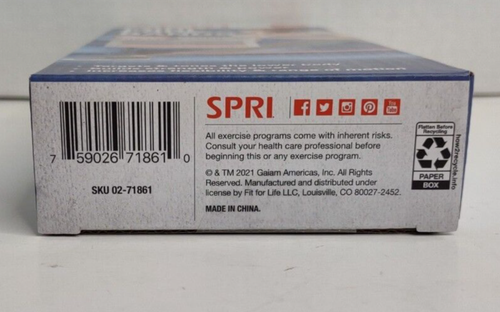 SPRI
You Tube
All exercise programs come with inherent risks.
Consult your health care professional before
beginning this or any exercise program.
© & TM 2021 Gaiam Americas, Inc. All Rights
Reserved. Manufactured and distributed under
license by Fit for Life LLC, Louisville, CO 80027-2452.
MADE IN CHINA.
7 59026 71861 0
SKU 02-71861
Flatten Before
Recycling
PAPER
BOX
how2recycle.info